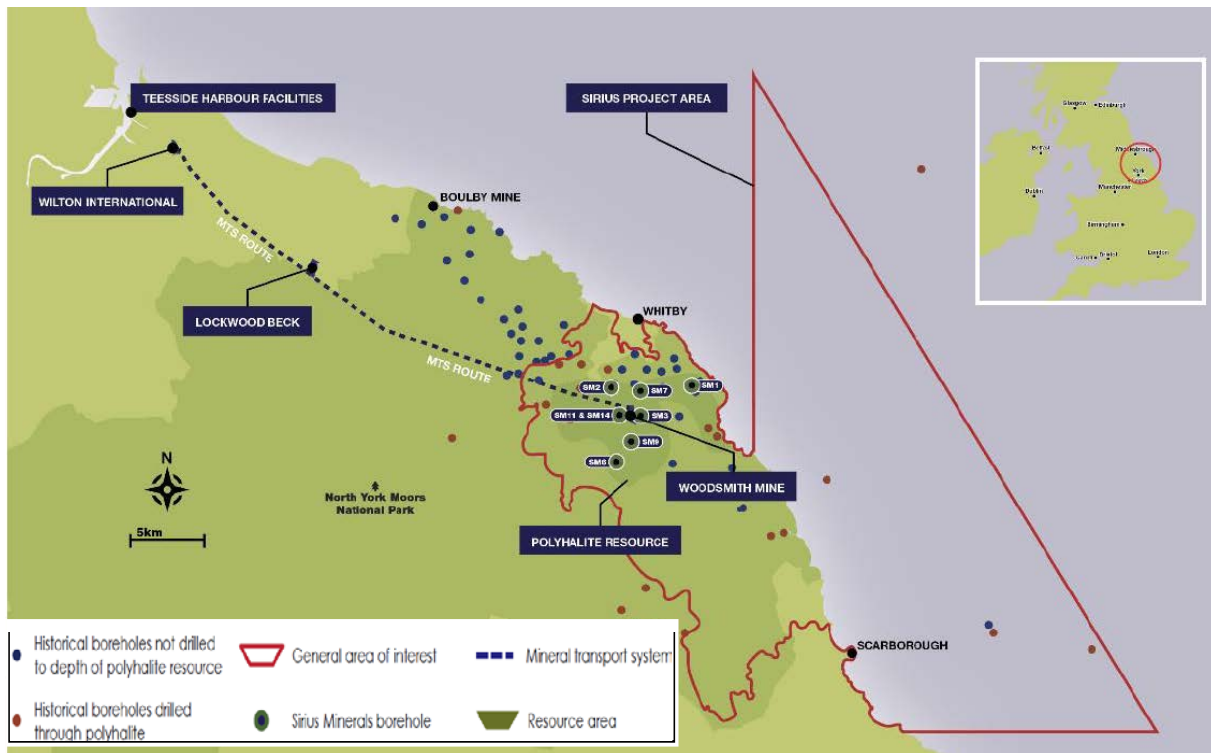 TEESSIDE HARBOUR FACILITIES
SIRIUS PROJECT AREA
Glasgow
Edinburgh
Belfast
Middlesbrough
York
Dublin
Manchester
Birmingham
Cardiff
Bristol
London
WILTON INTERNATIONAL
BOULBY MINE
MTS ROUTE
LOCKWOOD BECK
WHITBY
MTS ROUTE
SM2
SM7
SM1
SM11 & SM14
SM3
SM9
SM6
WOODSMITH MINE
N
North York Moors
National Park
5km
POLYHALITE RESOURCE
SCARBOROUGH
Historical boreholes not drilled
to depth of polyhalite resource
General area of interest
Mineral transport system
Historical boreholes drilled
through polyhalite
Sirius Minerals borehole
Resource area